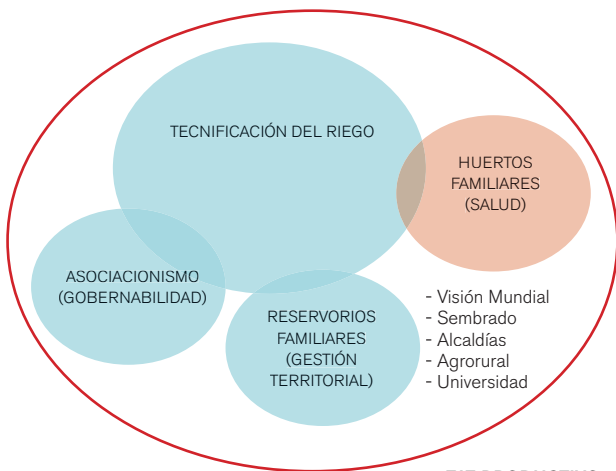 TECNIFICACIÓN DEL RIEGO
HUERTOS
FAMILIARES
(SALUD)
ASOCIACIONISMO
(GOBERNABILIDAD)
RESERVORIOS
FAMILIARES
(GESTIÓN
TERRITORIAL)
- Visión Mundial
- Sembrado
- Alcaldías
- Agrorural
- Universidad